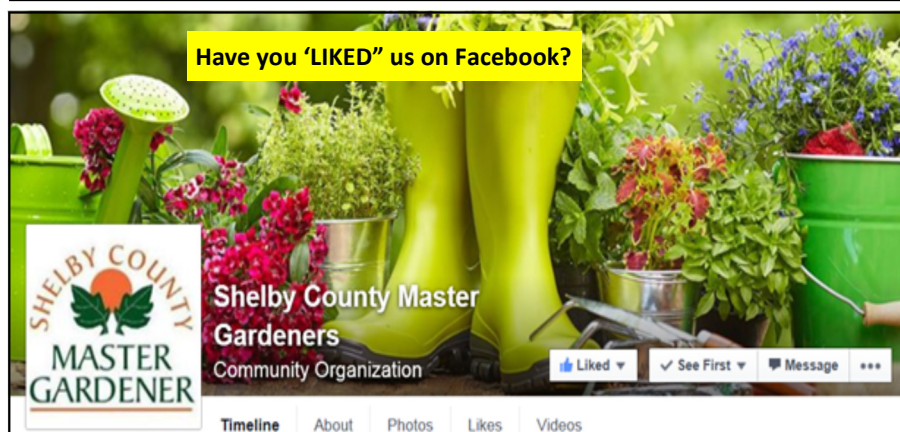 Have you ‘LIKED” us on Facebook?
SHELBY COUNTY
MASTER
GARDENER
Shelby County Master
Gardeners
Community Organization
Liked
See First
Message
Timeline About Photos Likes Videos